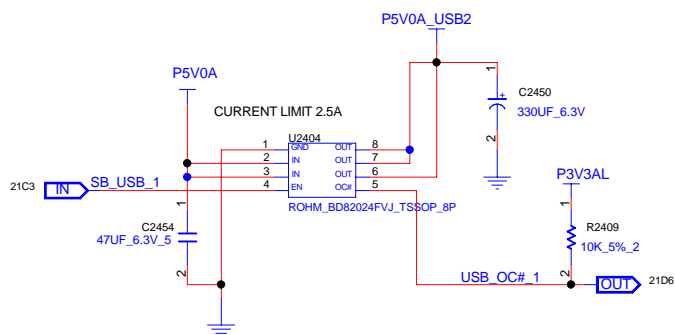 P5V0A_USB2
P5V0A
CURRENT LIMIT 2.5A
U2404
1 GND OUT 8
2 IN OUT 7
3 IN OUT 6
4 EN OC# 5
ROHM_BD82024FVJ_TSSOP_8P
21C3 IN SB_USB_1
1
C2454
47UF_6.3V_5
2
1
C2450
330UF_6.3V
2
P3V3AL
1
R2409
10K_5%_2
2
USB_OC#_1
OUT 21D6